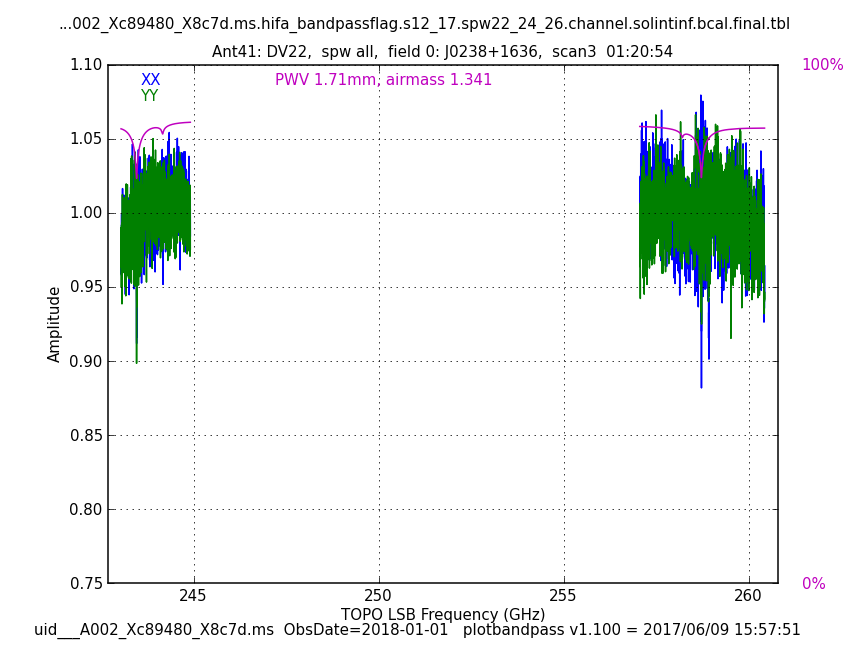 ...002_Xc89480_X8c7d.ms.hifa_bandpassflag.s12_17.spw22_24_26.channel.solintinf.bcal.final.tbl
Ant41: DV22,  spw all,  field 0: J0238+1636,  scan3  01:20:54
1.10
100%
XX
PWV 1.71mm, airmass 1.341
YY
1.05
1.00
0.95
0.90
0.85
0.80
0.75
0%
Amplitude
245
250
255
260
TOPO LSB Frequency (GHz)
uid___A002_Xc89480_X8c7d.ms  ObsDate=2018-01-01   plotbandpass v1.100 = 2017/06/09 15:57:51